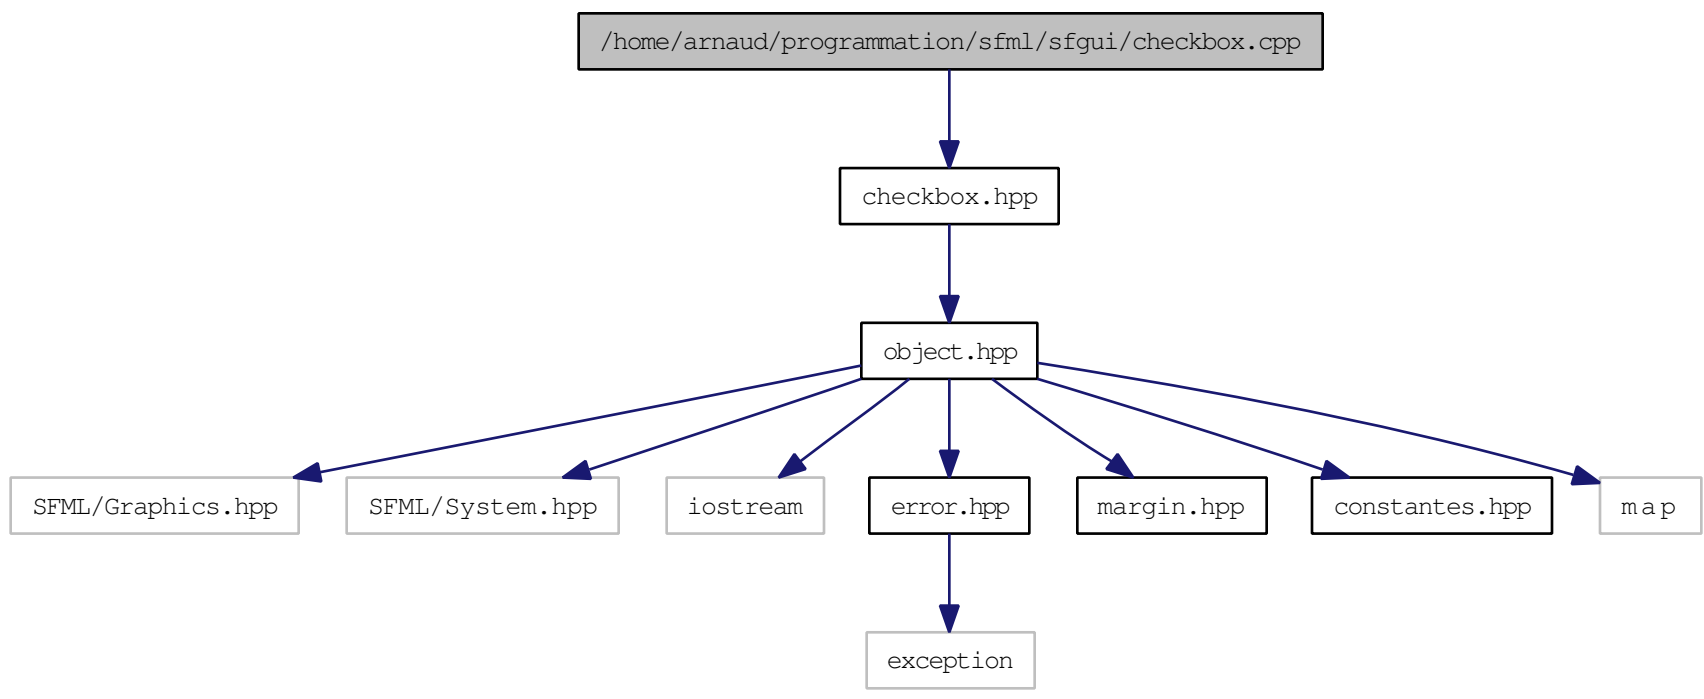 /home/arnaud/programmation/sfml/sfgui/checkbox.cpp
checkbox.hpp
object.hpp
SFML/Graphics.hpp
SFML/System.hpp
iostream
error.hpp
margin.hpp
constantes.hpp
map
exception